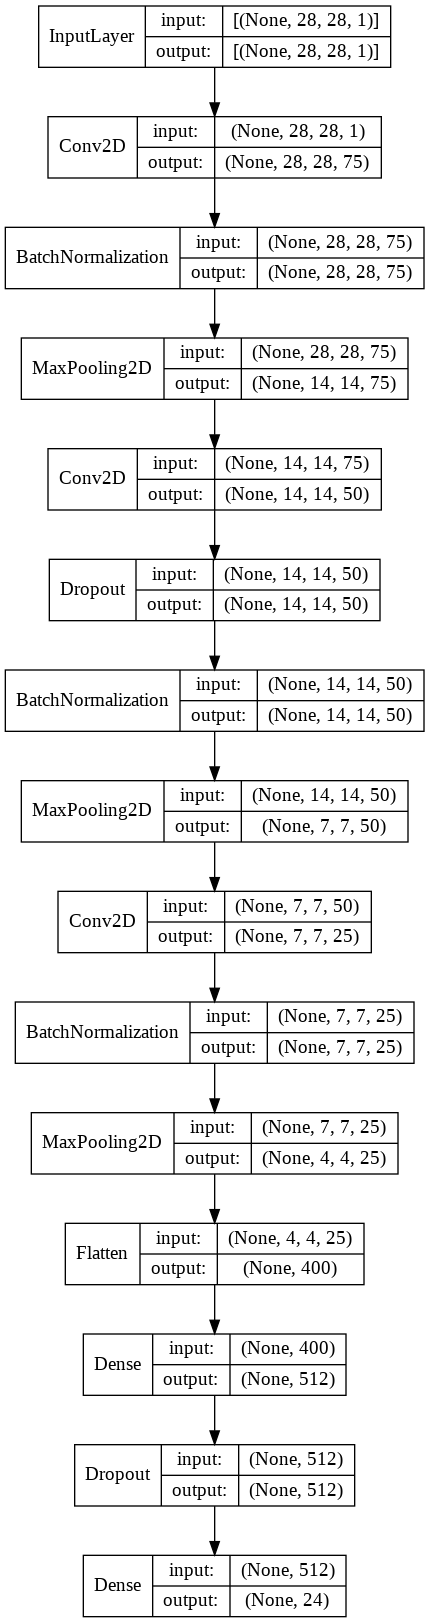 InputLayer
input: [(None, 28, 28, 1)]
output: [(None, 28, 28, 1)]
Conv2D
input: (None, 28, 28, 1)
output: (None, 28, 28, 75)
BatchNormalization
input: (None, 28, 28, 75)
output: (None, 28, 28, 75)
MaxPooling2D
input: (None, 28, 28, 75)
output: (None, 14, 14, 75)
Conv2D
input: (None, 14, 14, 75)
output: (None, 14, 14, 50)
Dropout
input: (None, 14, 14, 50)
output: (None, 14, 14, 50)
BatchNormalization
input: (None, 14, 14, 50)
output: (None, 14, 14, 50)
MaxPooling2D
input: (None, 14, 14, 50)
output: (None, 7, 7, 50)
Conv2D
input: (None, 7, 7, 50)
output: (None, 7, 7, 25)
BatchNormalization
input: (None, 7, 7, 25)
output: (None, 7, 7, 25)
MaxPooling2D
input: (None, 7, 7, 25)
output: (None, 4, 4, 25)
Flatten
input: (None, 4, 4, 25)
output: (None, 400)
Dense
input: (None, 400)
output: (None, 512)
Dropout
input: (None, 512)
output: (None, 512)
Dense
input: (None, 512)
output: (None, 24)